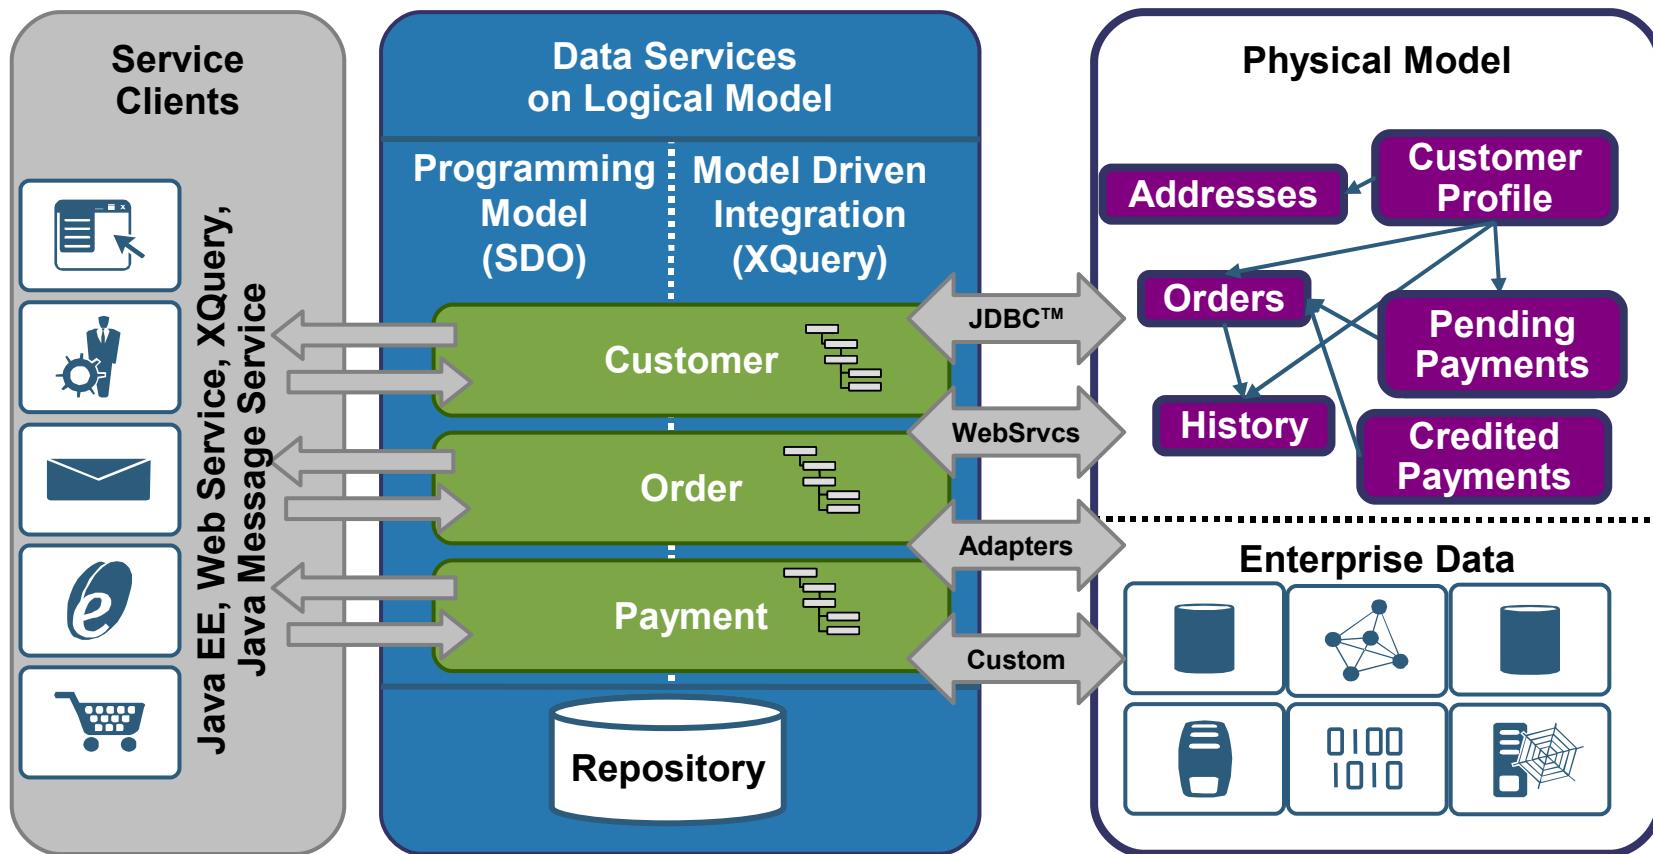 Service
Clients
Java EE, Web Service, XQuery,
Java Message Service
Data Services
on Logical Model
Programming
Model
(SDO)
Model Driven
Integration
(XQuery)
Customer
Order
Payment
Repository
JDBC™
WebSrvcs
Adapters
Custom
Physical Model
Customer
Profile
Addresses
Orders
Pending
Payments
History
Credited
Payments
Enterprise Data
e
0100
1010